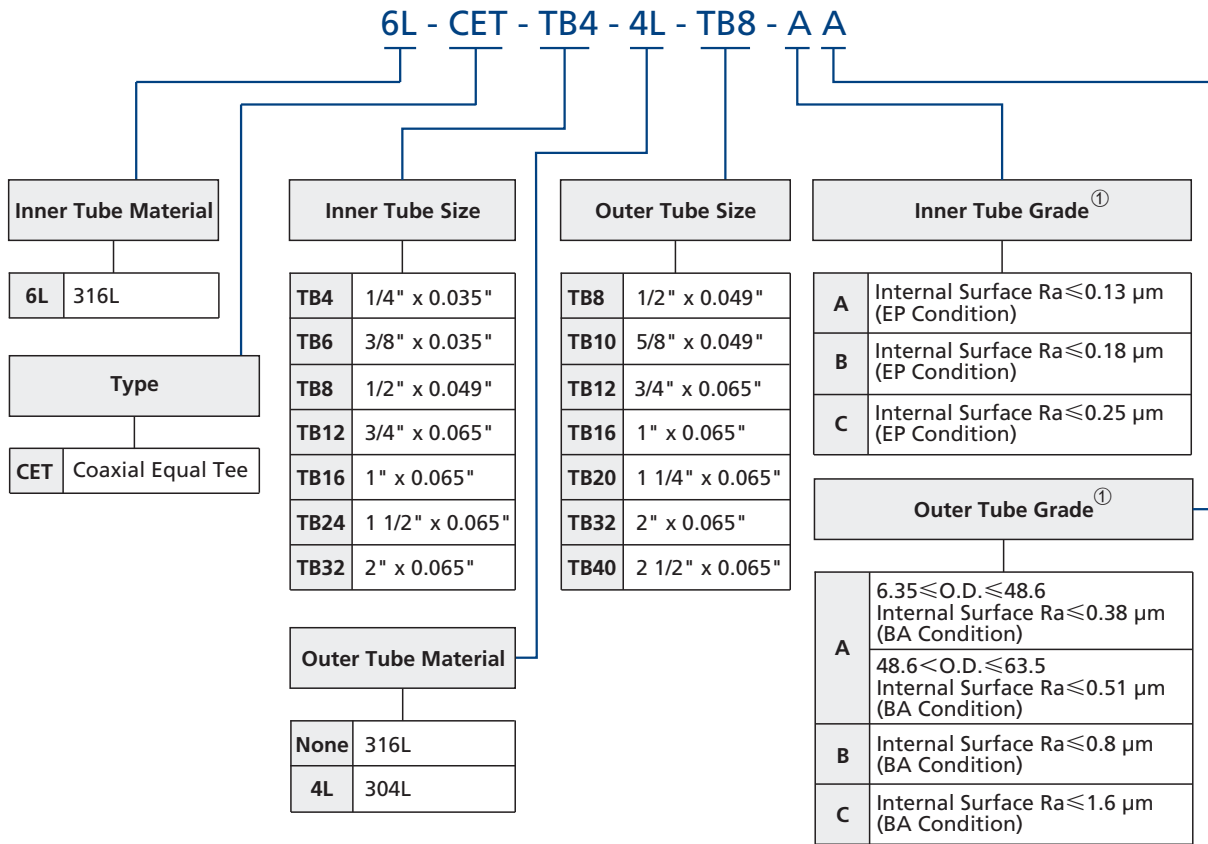 6L - CET - TB4 - 4L - TB8 - A A
Inner Tube Material
6L 316L
Type
CET Coaxial Equal Tee
Inner Tube Size
TB4 1/4" x 0.035"
TB6 3/8" x 0.035"
TB8 1/2" x 0.049"
TB12 3/4" x 0.065"
TB16 1" x 0.065"
TB24 1 1/2" x 0.065"
TB32 2" x 0.065"
Outer Tube Material
None 316L
4L 304L
Outer Tube Size
TB8 1/2" x 0.049"
TB10 5/8" x 0.049"
TB12 3/4" x 0.065"
TB16 1" x 0.065"
TB20 1 1/4" x 0.065"
TB32 2" x 0.065"
TB40 2 1/2" x 0.065"
Inner Tube Grade①
A Internal Surface Ra≤0.13 µm
(EP Condition)
B Internal Surface Ra≤0.18 µm
(EP Condition)
C Internal Surface Ra≤0.25 µm
(EP Condition)
Outer Tube Grade①
A 6.35≤O.D.≤48.6
Internal Surface Ra≤0.38 µm
(BA Condition)
48.6<O.D.≤63.5
Internal Surface Ra≤0.51 µm
(BA Condition)
B Internal Surface Ra≤0.8 µm
(BA Condition)
C Internal Surface Ra≤1.6 µm
(BA Condition)